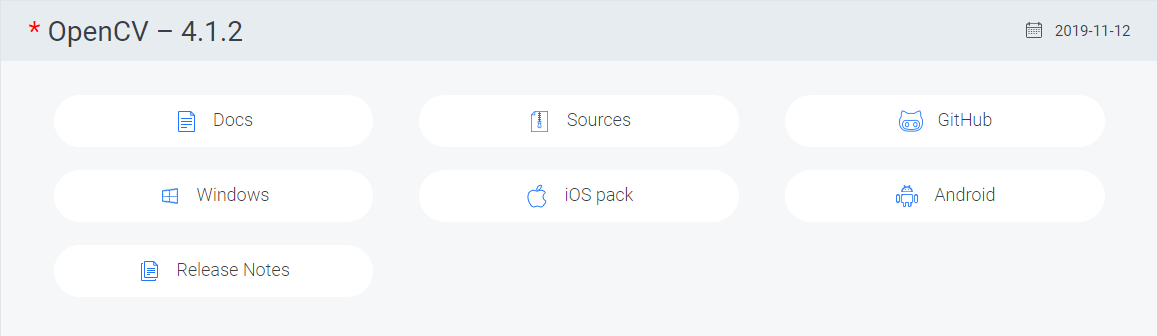 * OpenCV – 4.1.2
2019-11-12
Docs
Sources
GitHub
Windows
iOS pack
Android
Release Notes